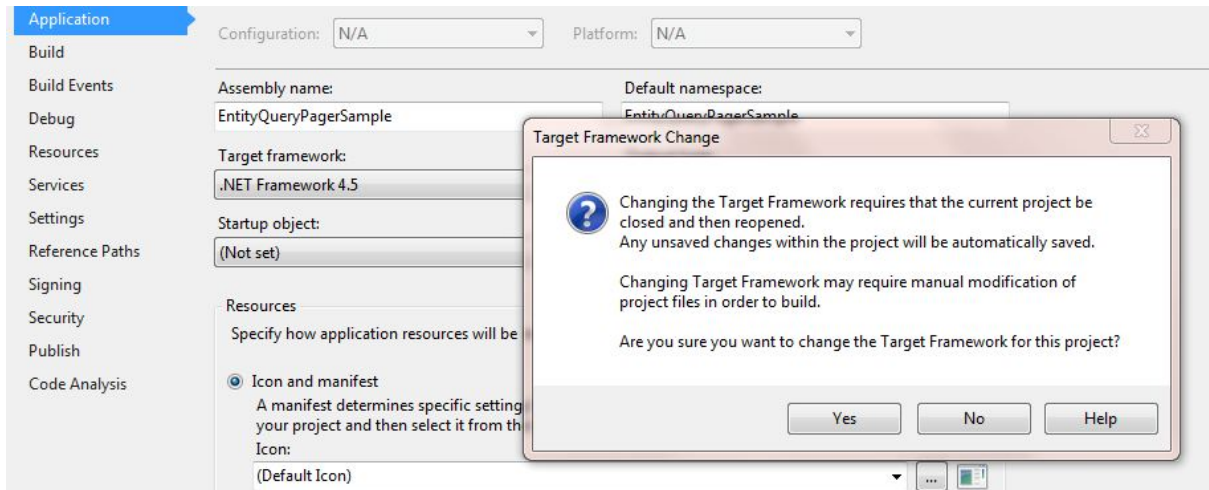 Application
Build
Build Events
Debug
Resources
Services
Settings
Reference Paths
Signing
Security
Publish
Code Analysis
Configuration: N/A Platform: N/A
Assembly name: Default namespace:
EntityQueryPagerSample EntityQueryPagerSample
Target framework:
.NET Framework 4.5
Startup object:
(Not set)
Resources
Specify how application resources will be
Icon and manifest
A manifest determines specific setting
your project and then select it from th
Icon:
(Default Icon) ...
Target Framework Change
Changing the Target Framework requires that the current project be
closed and then reopened.
Any unsaved changes within the project will be automatically saved.
Changing Target Framework may require manual modification of
project files in order to build.
Are you sure you want to change the Target Framework for this project?
Yes No Help